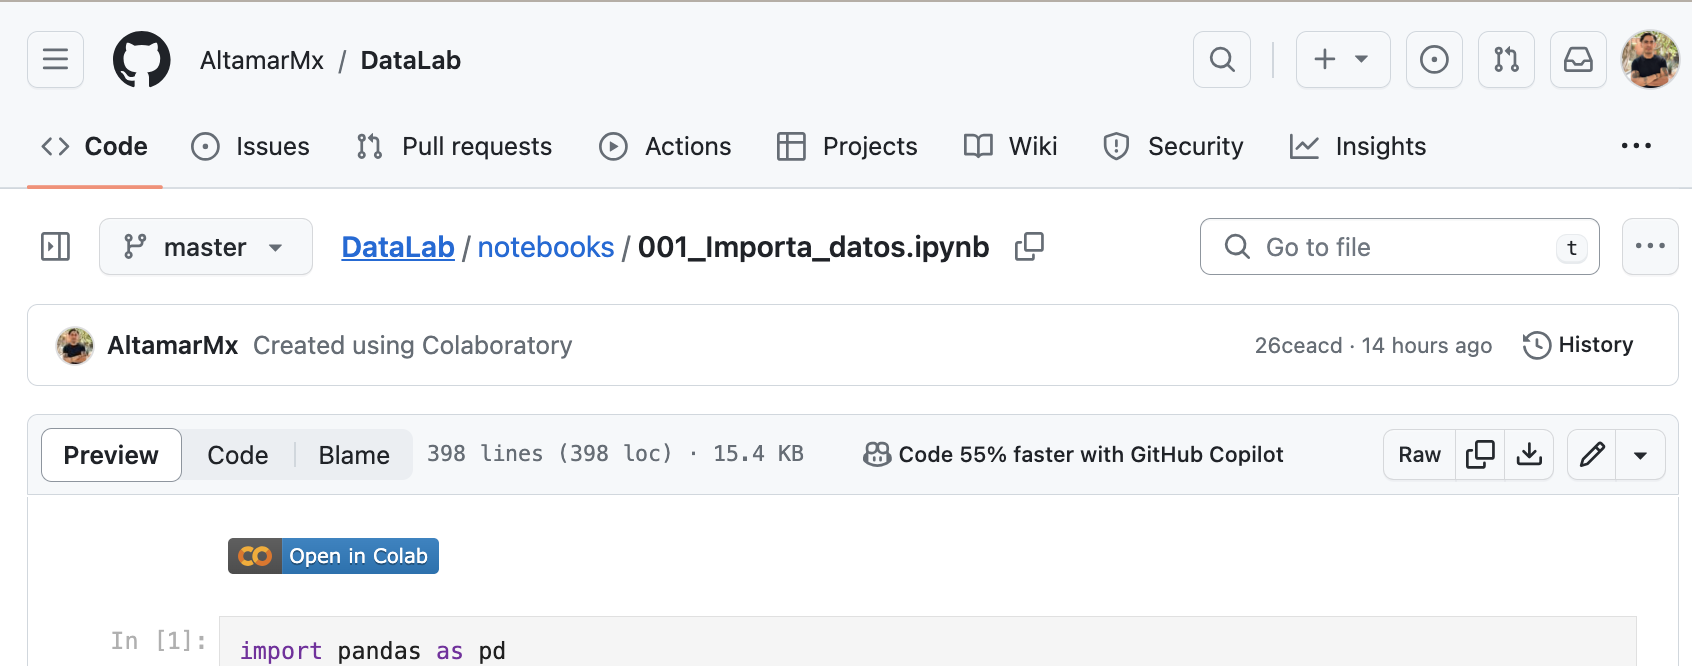 AltamarMx / DataLab
Code Issues Pull requests Actions Projects Wiki Security Insights
master DataLab / notebooks / 001_Importa_datos.ipynb Go to file t
AltamarMx Created using Colaboratory 26ceacd · 14 hours ago History
Preview Code Blame 398 lines (398 loc) · 15.4 KB Code 55% faster with GitHub Copilot Raw
Open in Colab
In [1]: import pandas as pd